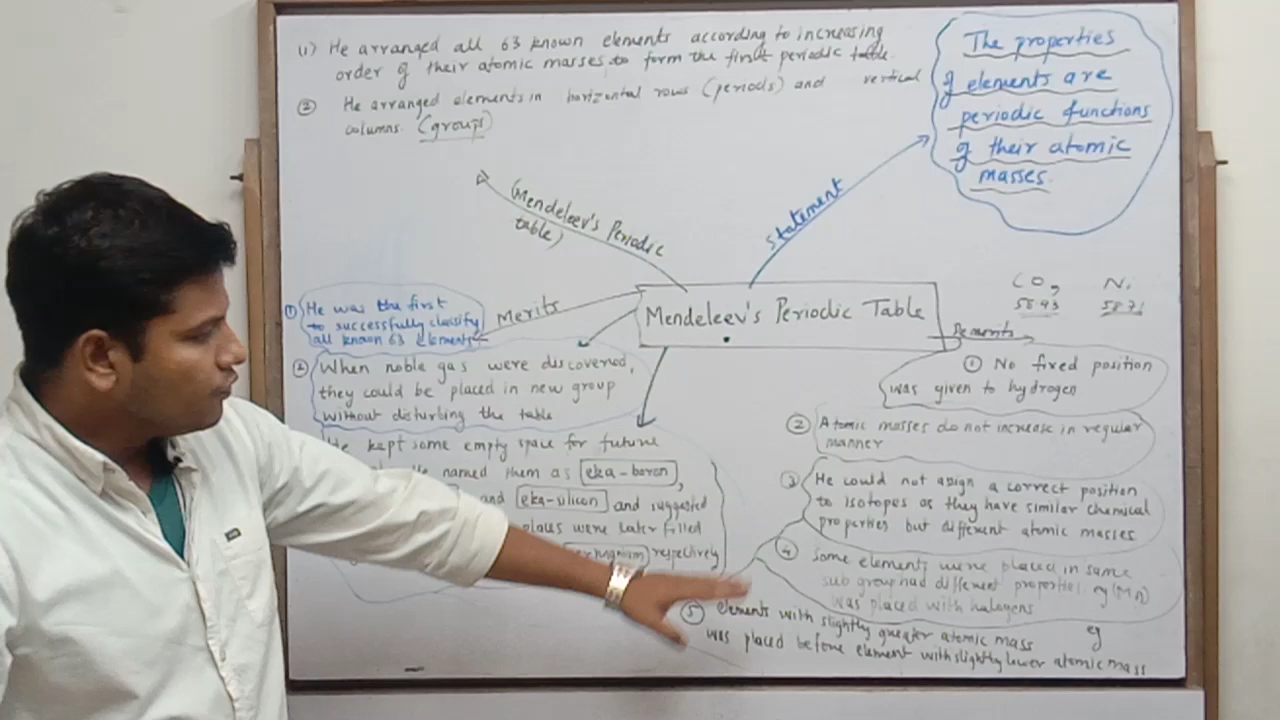 (1) He arranged all 63 known elements according to increasing
order of their atomic masses to form the first periodic table.
② He arranged elements in horizontal rows (periods) and vertical
columns. (groups)
The properties
of elements are
periodic functions
of their atomic
masses.
(Mendeleev's Periodic
table)
Statement
Mendeleev's Periodic Table
Merits
① He was the first
to successfully classify
all known 63 elements
② When noble gas were discovered,
they could be placed in new group
without disturbing the table
He kept some empty space for future
named them as eka-boron,
and eka-silicon and suggested
places were later filled
respectively
CO, Ni
58.93 58.71
Demerits
① No fixed position
was given to hydrogen
② Atomic masses do not increase in regular
manner
③ He could not assign a correct position
to isotopes as they have similar chemical
properties but different atomic masses
④ Some elements were placed in same
sub group had different properties eg (Mn)
was placed with halogens
⑤ elements with slightly greater atomic mass
was placed before element with slightly lower atomic mass
eg